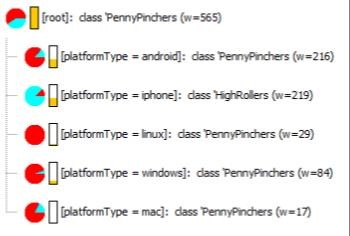 [root]: class 'PennyPinchers (w=565)
[platformType = android]: class 'PennyPinchers (w=216)
[platformType = iphone]: class 'HighRollers (w=219)
[platformType = linux]: class 'PennyPinchers (w=29)
[platformType = windows]: class 'PennyPinchers (w=84)
[platformType = mac]: class 'PennyPinchers (w=17)